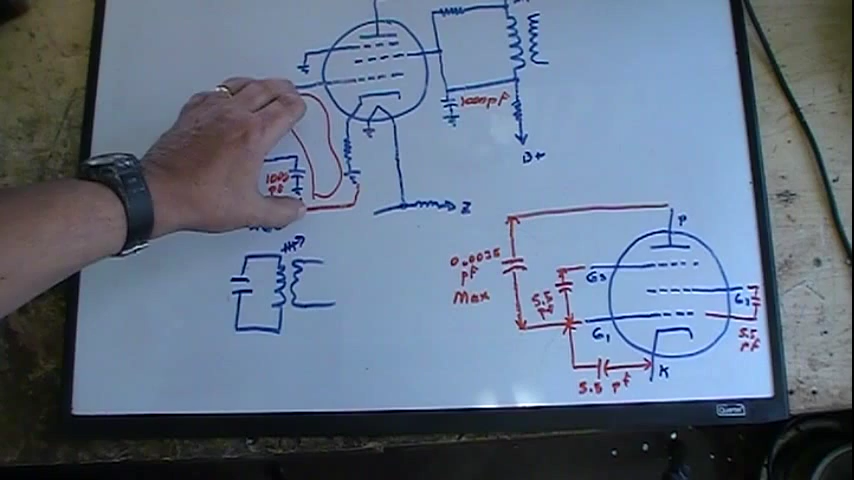 1000pf
B+
1000
pf
Z
P
0.0035
pf
Max
G3
5.5
pf
G2
G1
5.5
pf
5.5 pf
K
Quartet